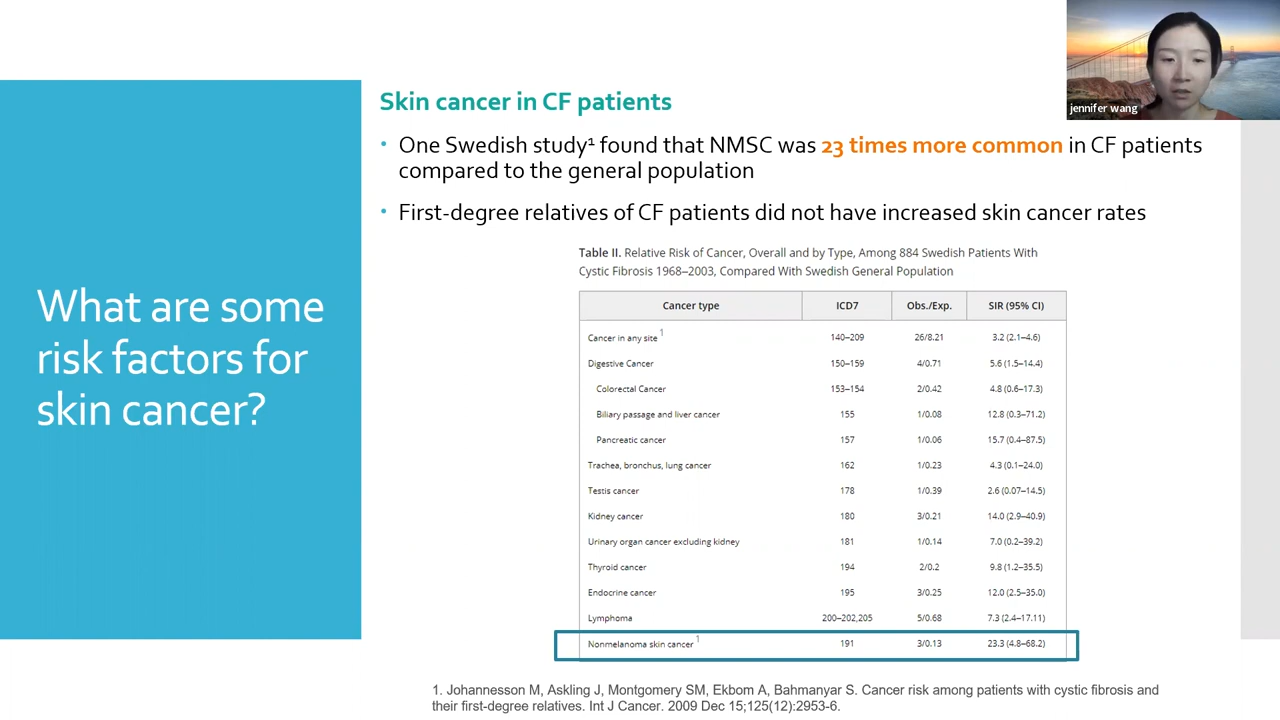 jennifer wang
What are some
risk factors for
skin cancer?
Skin cancer in CF patients
• One Swedish study¹ found that NMSC was 23 times more common in CF patients
compared to the general population
• First-degree relatives of CF patients did not have increased skin cancer rates
Table II. Relative Risk of Cancer, Overall and by Type, Among 884 Swedish Patients With
Cystic Fibrosis 1968–2003, Compared With Swedish General Population
Cancer type ICD7 Obs./Exp. SIR (95% CI)
Cancer in any site ¹ 140–209 26/8.21 3.2 (2.1–4.6)
Digestive Cancer 150–159 4/0.71 5.6 (1.5–14.4)
Colorectal Cancer 153–154 2/0.42 4.8 (0.6–17.3)
Biliary passage and liver cancer 155 1/0.08 12.8 (0.3–71.2)
Pancreatic cancer 157 1/0.06 15.7 (0.4–87.5)
Trachea, bronchus, lung cancer 162 1/0.23 4.3 (0.1–24.0)
Testis cancer 178 1/0.39 2.6 (0.07–14.5)
Kidney cancer 180 3/0.21 14.0 (2.9–40.9)
Urinary organ cancer excluding kidney 181 1/0.14 7.0 (0.2–39.2)
Thyroid cancer 194 2/0.2 9.8 (1.2–35.5)
Endocrine cancer 195 3/0.25 12.0 (2.5–35.0)
Lymphoma 200–202,205 5/0.68 7.3 (2.4–17.11)
Nonmelanoma skin cancer ¹ 191 3/0.13 23.3 (4.8–68.2)
1. Johannesson M, Askling J, Montgomery SM, Ekbom A, Bahmanyar S. Cancer risk among patients with cystic fibrosis and
their first-degree relatives. Int J Cancer. 2009 Dec 15;125(12):2953-6.